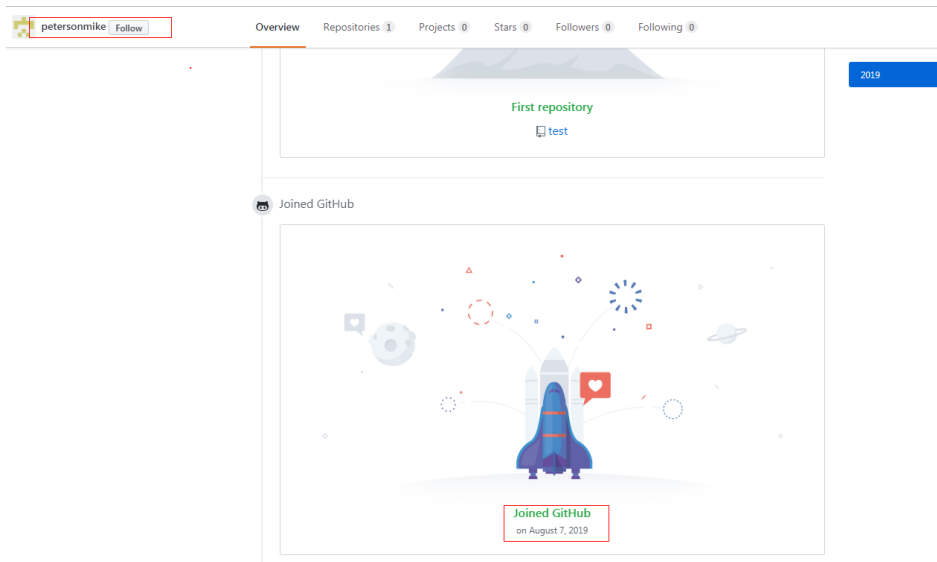 petersonmike Follow
Overview Repositories 1 Projects 0 Stars 0 Followers 0 Following 0
2019
First repository
test
Joined GitHub
Joined GitHub
on August 7, 2019